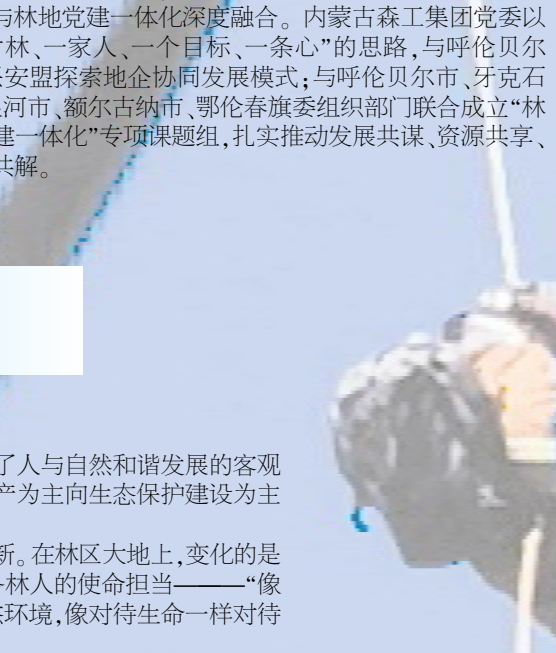 与林地党建一体化深度融合。内蒙古森工集团党委以
林、一家人、一个目标、一条心”的思路,与呼伦贝尔
安盟探索地企协同发展模式;与呼伦贝尔市、牙克石
河市、额尔古纳市、鄂伦春旗委组织部门联合成立“林
建一体化”专项课题组,扎实推动发展共谋、资源共享、
共解。
了人与自然和谐发展的客观
产为主向生态保护建设为主
新。在林区大地上,变化的是
林人的使命担当———“像
环境,像对待生命一样对待